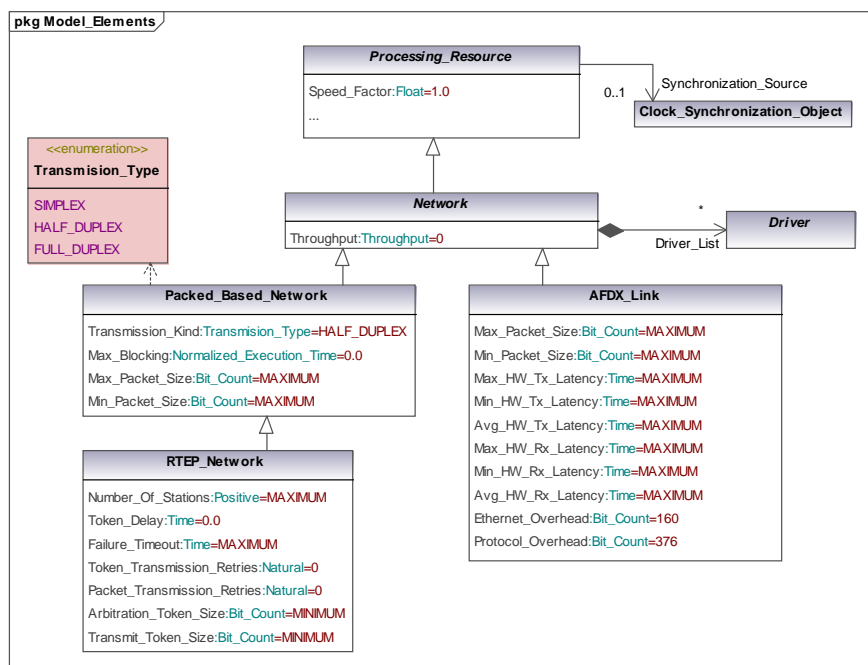 pkg Model_Elements
Processing_Resource
Speed_Factor:Float=1.0
...
Synchronization_Source
0..1
Clock_Synchronization_Object
<<enumeration>>
Transmision_Type
SIMPLEX
HALF_DUPLEX
FULL_DUPLEX
Network
Throughput:Throughput=0
*
Driver_List
Driver
Packed_Based_Network
Transmission_Kind:Transmision_Type=HALF_DUPLEX
Max_Blocking:Normalized_Execution_Time=0.0
Max_Packet_Size:Bit_Count=MAXIMUM
Min_Packet_Size:Bit_Count=MAXIMUM
AFDX_Link
Max_Packet_Size:Bit_Count=MAXIMUM
Min_Packet_Size:Bit_Count=MAXIMUM
Max_HW_Tx_Latency:Time=MAXIMUM
Min_HW_Tx_Latency:Time=MAXIMUM
Avg_HW_Tx_Latency:Time=MAXIMUM
Max_HW_Rx_Latency:Time=MAXIMUM
Min_HW_Rx_Latency:Time=MAXIMUM
Avg_HW_Rx_Latency:Time=MAXIMUM
Ethernet_Overhead:Bit_Count=160
Protocol_Overhead:Bit_Count=376
RTEP_Network
Number_Of_Stations:Positive=MAXIMUM
Token_Delay:Time=0.0
Failure_Timeout:Time=MAXIMUM
Token_Transmission_Retries:Natural=0
Packet_Transmission_Retries:Natural=0
Arbitration_Token_Size:Bit_Count=MINIMUM
Transmit_Token_Size:Bit_Count=MINIMUM